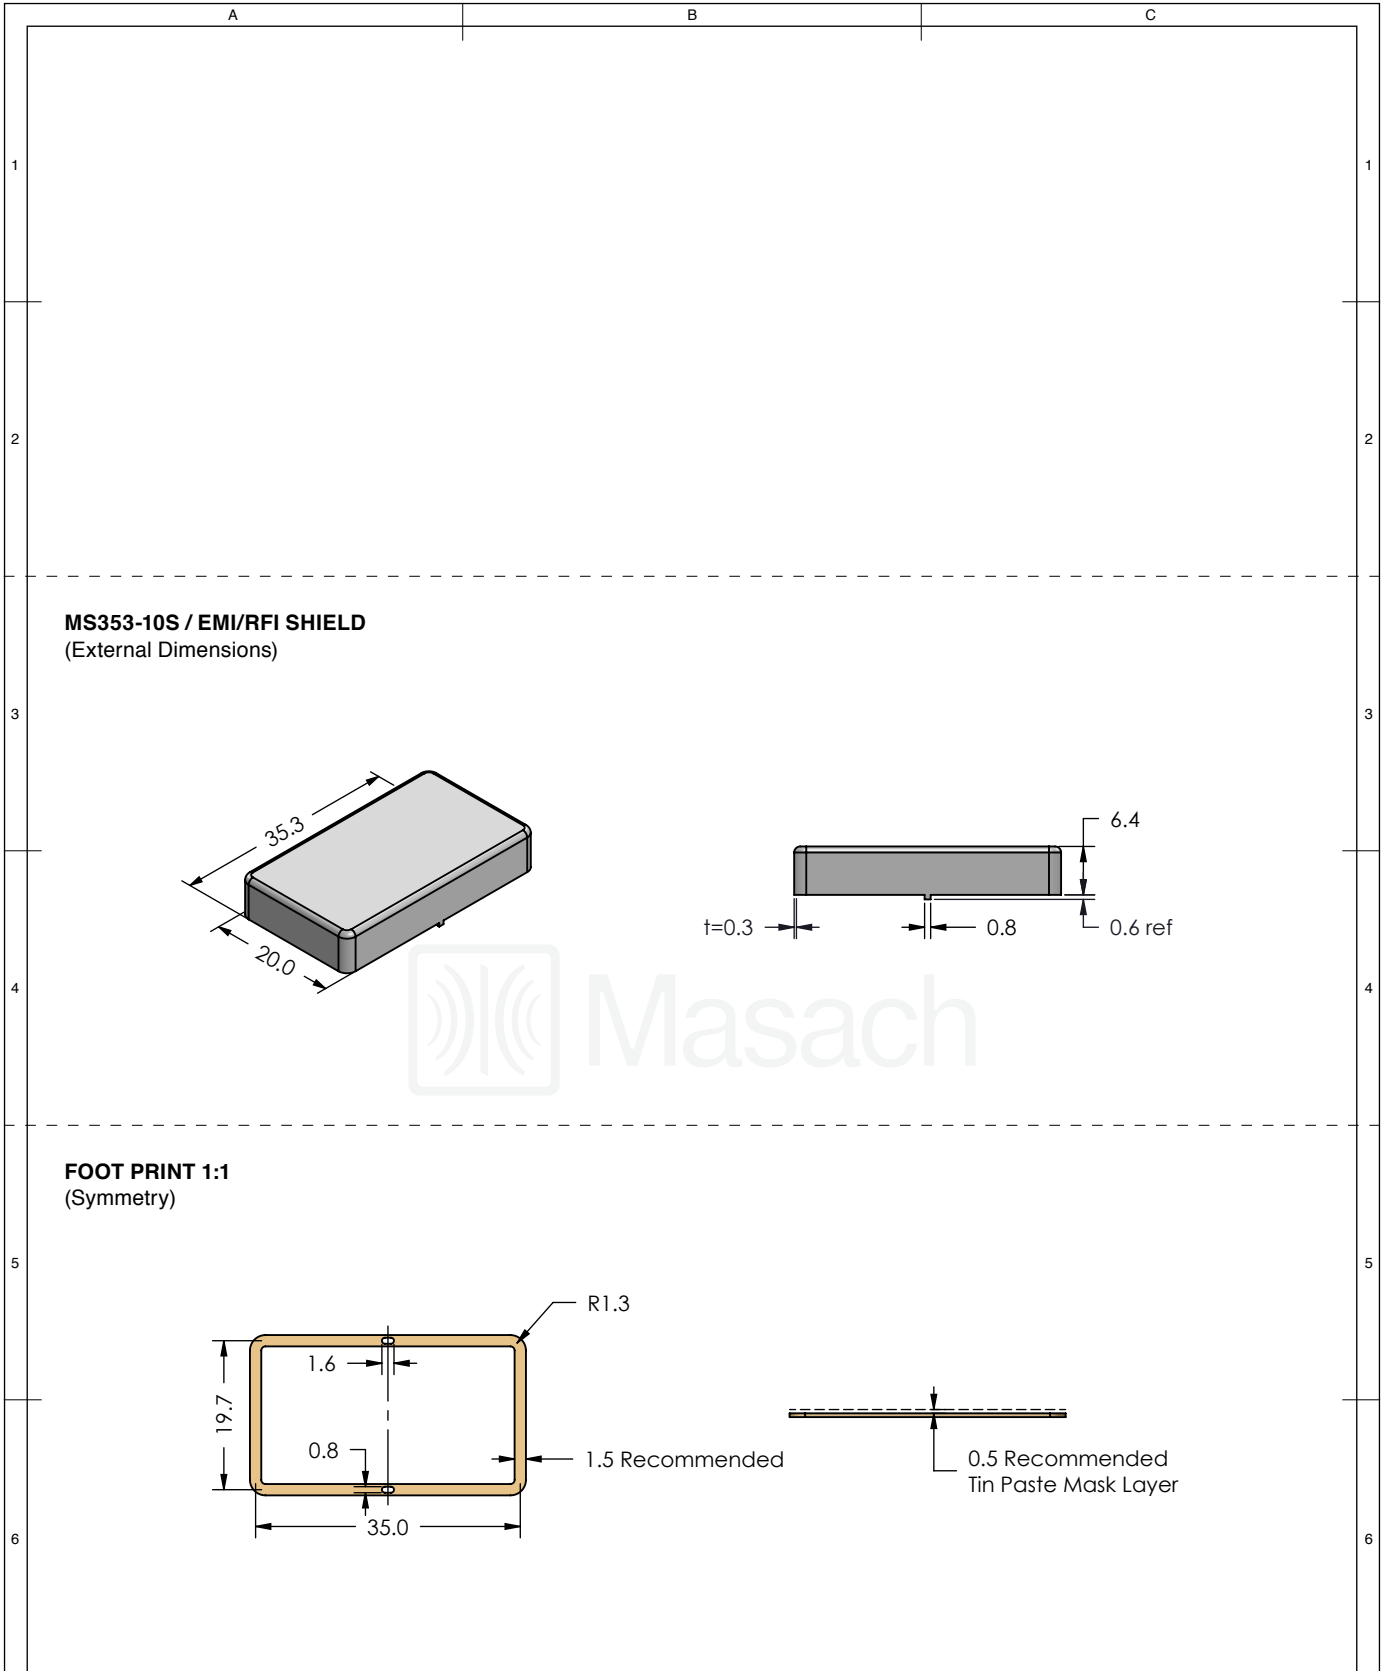 A B C
1 1
2 2
MS353-10S / EMI/RFI SHIELD
(External Dimensions)
3 3
35.3
20.0
6.4
t=0.3
0.8
0.6 ref
4 4
Masach
FOOT PRINT 1:1
(Symmetry)
5 5
R1.3
1.6
19.7
0.8
1.5 Recommended
35.0
0.5 Recommended
Tin Paste Mask Layer
6 6